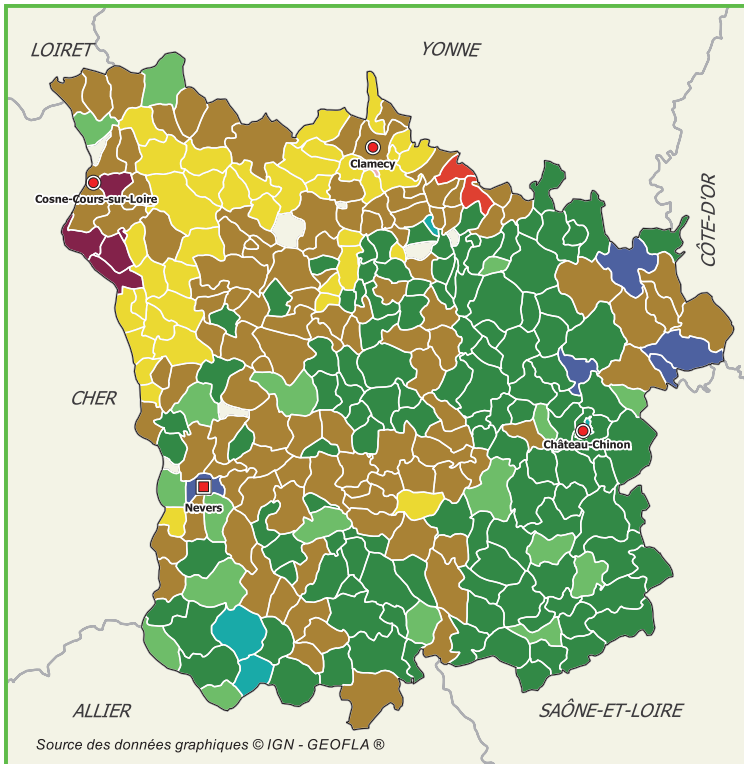 LOIRET
YONNE
Clamecy
Cosne-Cours-sur-Loire
CÔTE-D'OR
CHER
Château-Chinon
Nevers
ALLIER
SAÔNE-ET-LOIRE
Source des données graphiques © IGN - GEOFLA ®